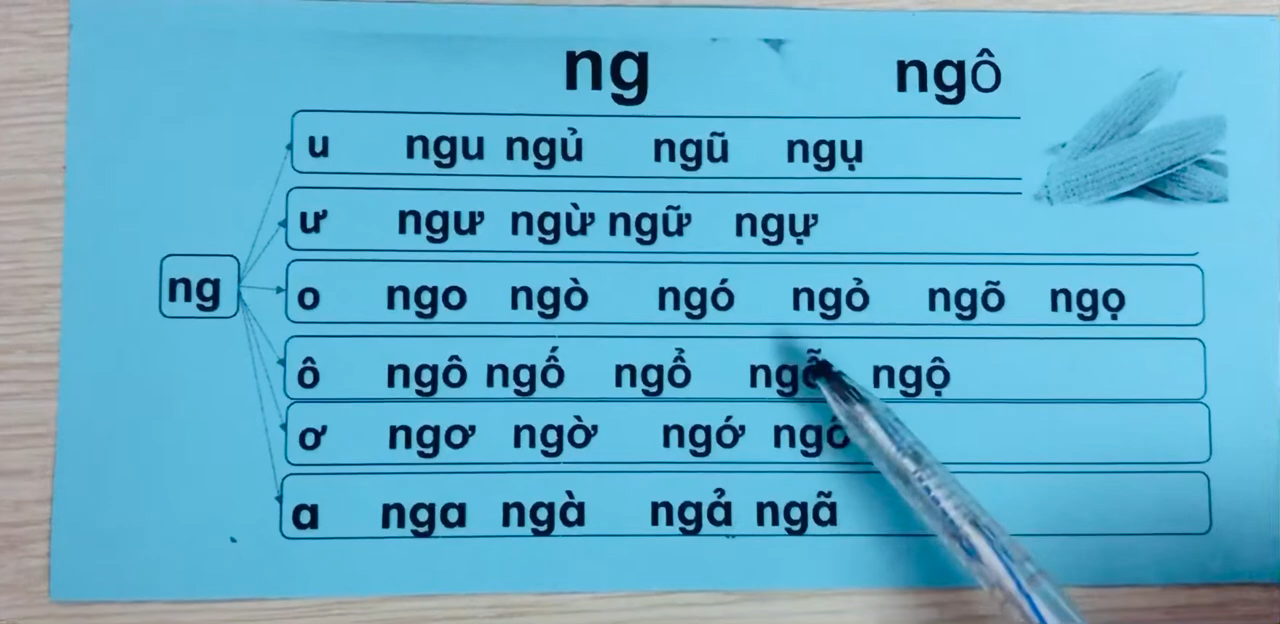 ng ngô
u ngu ngủ ngũ ngụ
ư ngư ngừ ngữ ngự
ng o ngo ngò ngó ngỏ ngõ ngọ
ô ngô ngố ngổ ngỗ ngộ
ơ ngơ ngờ ngớ
a nga ngà ngả ngã